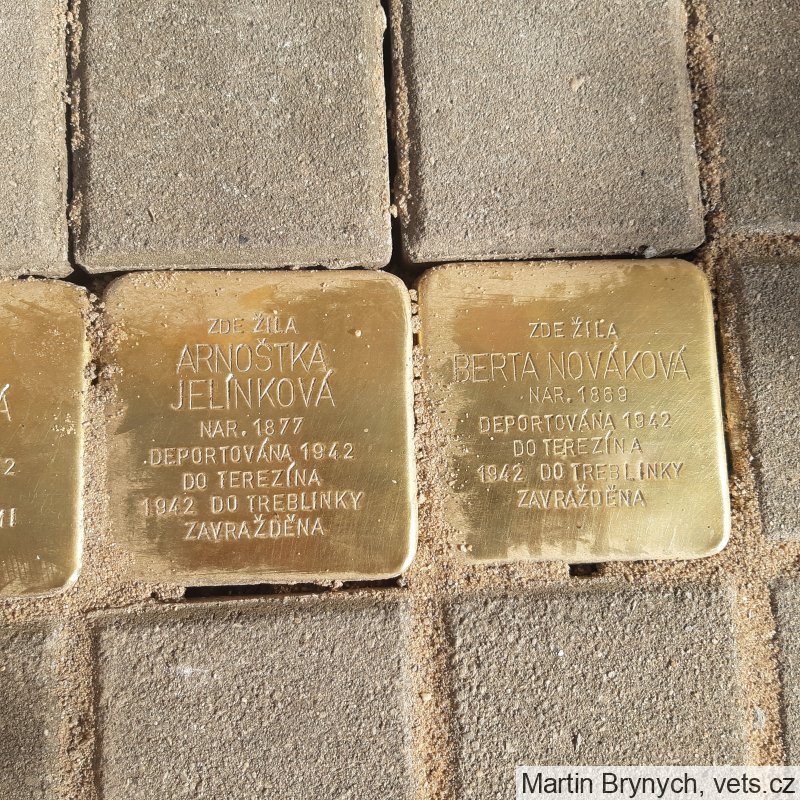 ZDE ŽILA
ARNOŠTKA
JELÍNKOVÁ
NAR. 1877
DEPORTOVÁNA 1942
DO TEREZÍNA
1942 DO TREBLINKY
ZAVRAŽDĚNA
ZDE ŽILA
BERTA NOVÁKOVÁ
NAR. 1869
DEPORTOVÁNA 1942
DO TEREZÍNA
1942 DO TREBLINKY
ZAVRAŽDĚNA
Martin Brynych, vets.cz